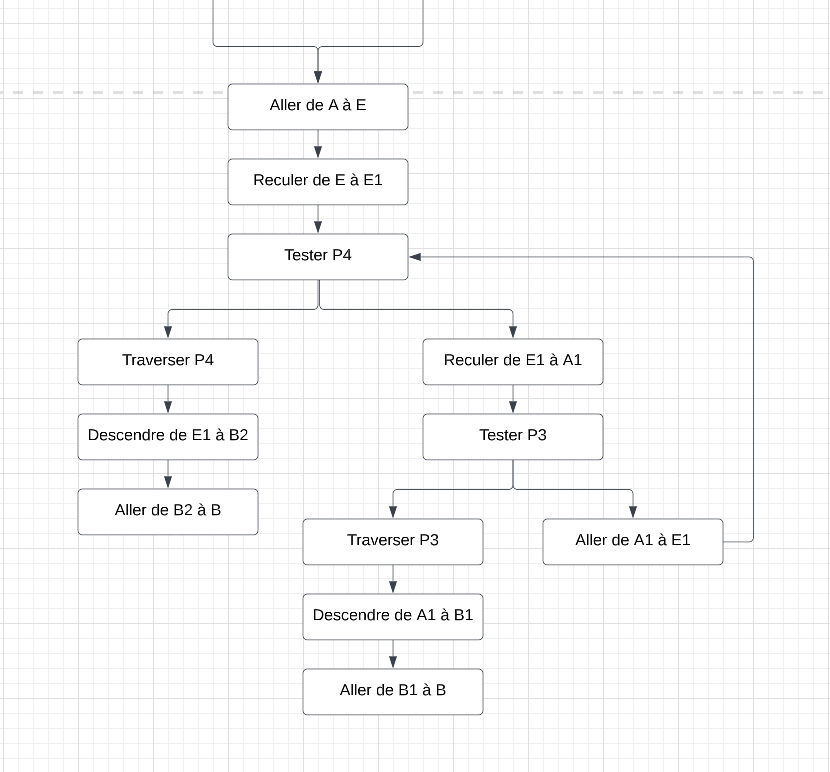 Aller de A à E
Reculer de E à E1
Tester P4
Traverser P4
Reculer de E1 à A1
Descendre de E1 à B2
Tester P3
Aller de B2 à B
Traverser P3
Aller de A1 à E1
Descendre de A1 à B1
Aller de B1 à B